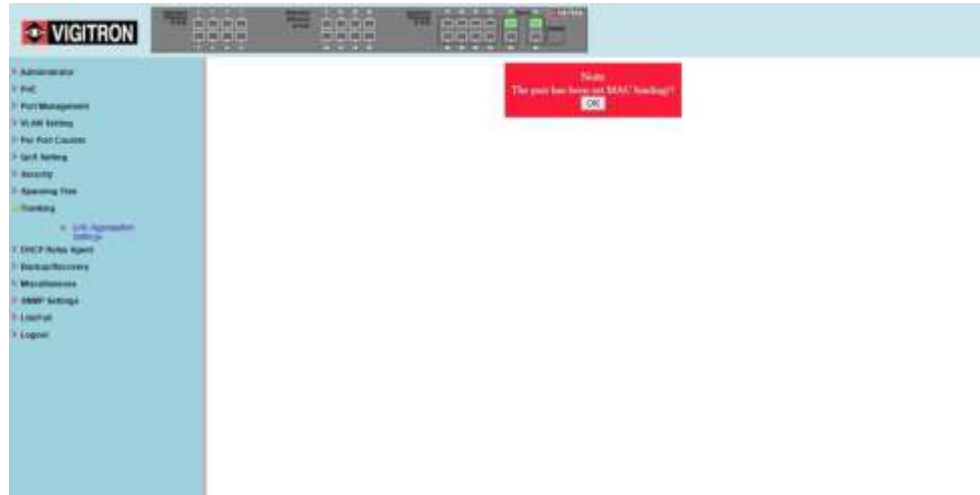 VIGITRON
Note
The port has been set MAC binding!!
OK
Administrator
PoE
Port Management
VLAN Setting
Per Port Counter
QoS Setting
Security
Spanning Tree
Trunking
Link Aggregation
Settings
DHCP Relay Agent
Backup/Recovery
Miscellaneous
SNMP Settings
Logout